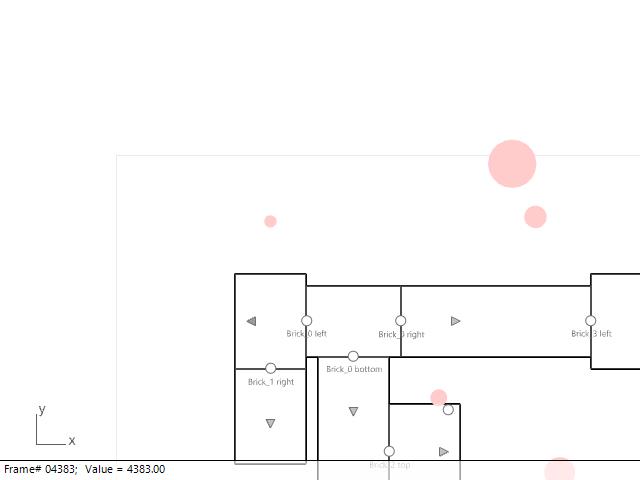 Brick_0 left
Brick_0 right
Brick_3 left
Brick_0 bottom
Brick_1 right
y
x
Brick_2 top
Frame# 04383; Value = 4383.00